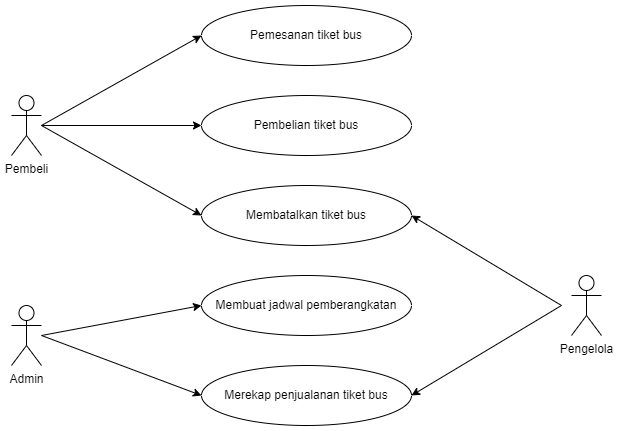 Pemesanan tiket bus
Pembelian tiket bus
Pembeli
Membatalkan tiket bus
Membuat jadwal pemberangkatan
Pengelola
Admin
Merekap penjualanan tiket bus